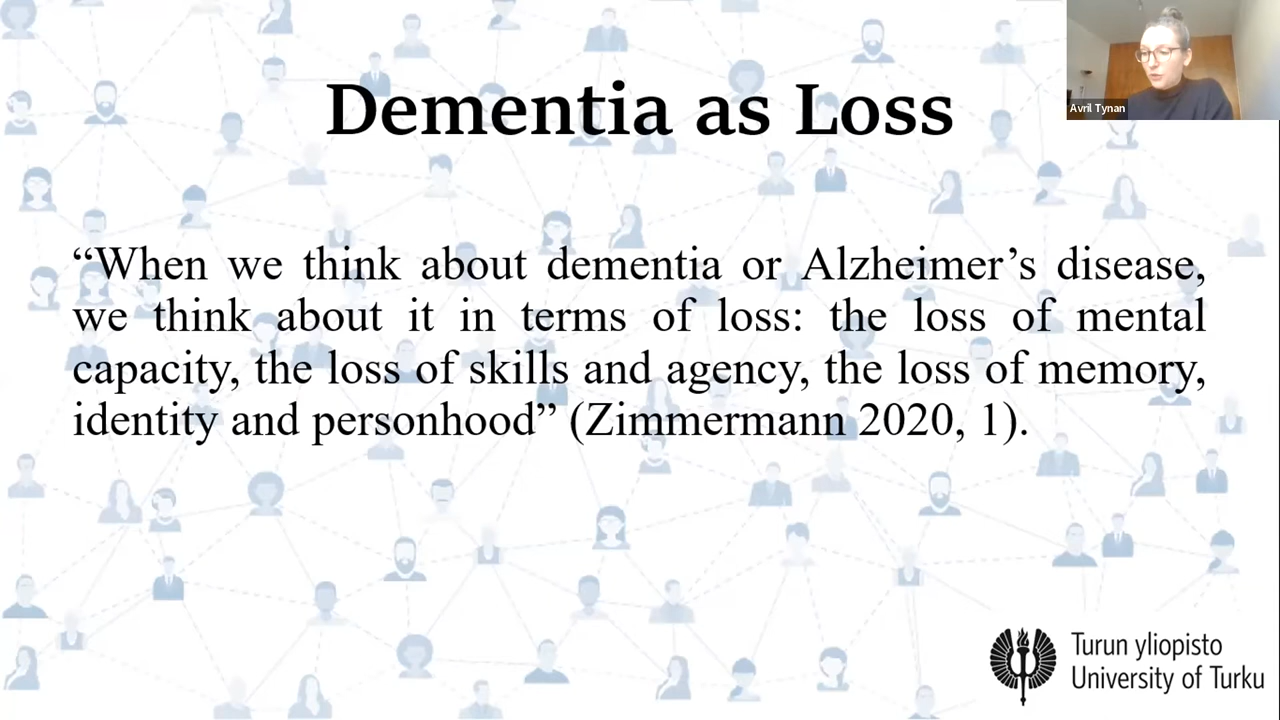 Dementia as Loss
Avril Tynan
“When we think about dementia or Alzheimer’s disease,
we think about it in terms of loss: the loss of mental
capacity, the loss of skills and agency, the loss of memory,
identity and personhood” (Zimmermann 2020, 1).
Turun yliopisto
University of Turku